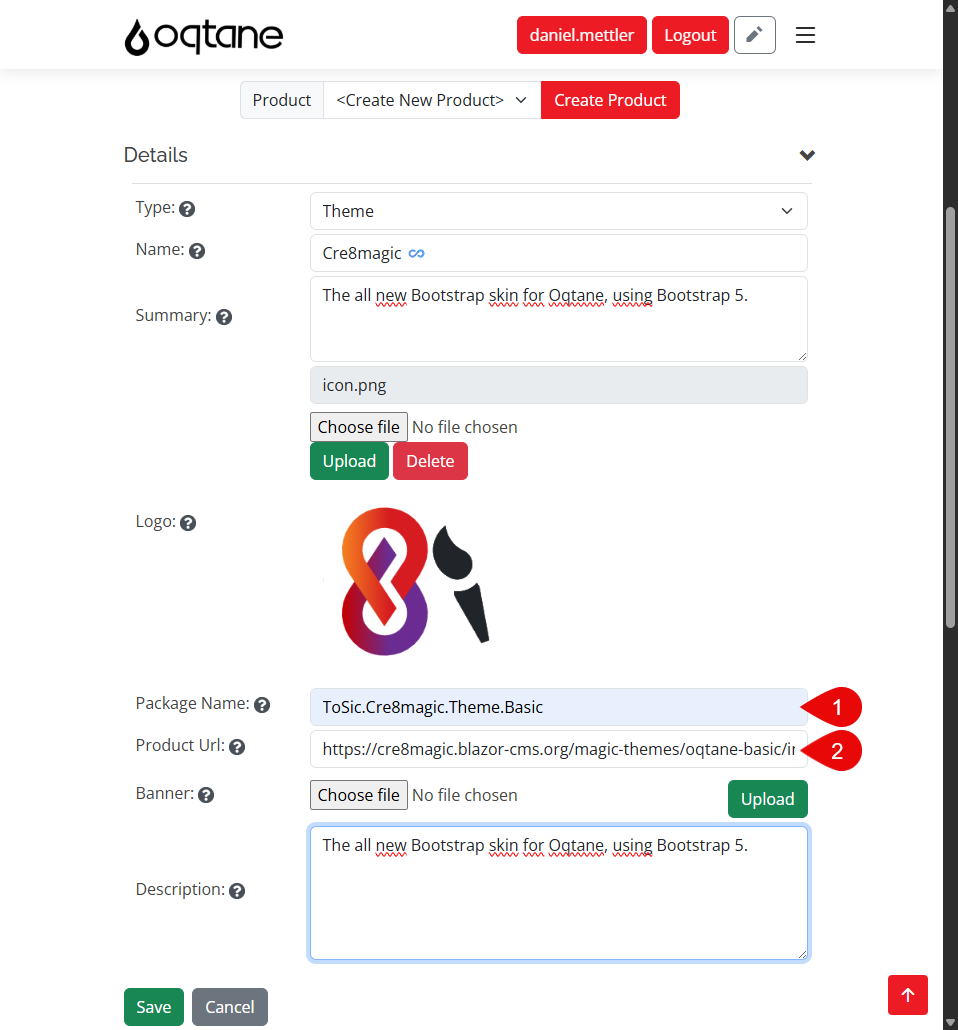 oqtane
daniel.mettler
Logout
Product
<Create New Product>
Create Product
Details
Type:
Theme
Name:
Cre8magic
Summary:
The all new Bootstrap skin for Oqtane, using Bootstrap 5.
icon.png
Choose file No file chosen
Upload
Delete
Logo:
Package Name:
ToSic.Cre8magic.Theme.Basic
1
Product Url:
https://cre8magic.blazor-cms.org/magic-themes/oqtane-basic/
2
Banner:
Choose file No file chosen
Upload
Description:
The all new Bootstrap skin for Oqtane, using Bootstrap 5.
Save
Cancel